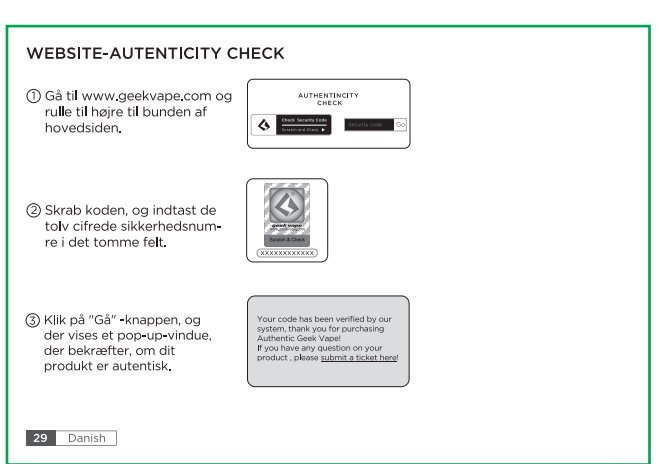 WEBSITE-AUTENTICITY CHECK
① Gå til www.geekvape.com og
rulle til højre til bunden af
hovedsiden.
AUTHENTINCITY
CHECK
Check Security Code
Scratch and Check ▶
Security code
Go
② Skrab koden, og indtast de
tolv cifrede sikkerhedsnum-
re i det tomme felt.
geek vape
Scratch & Check
XXXXXXXXXXXX
③ Klik på "Gå" -knappen, og
der vises et pop-up-vindue,
der bekræfter, om dit
produkt er autentisk.
Your code has been verified by our
system, thank you for purchasing
Authentic Geek Vape!
If you have any question on your
product , please submit a ticket here!
29 Danish